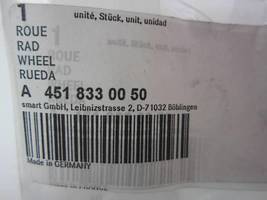 1 unité, Stück, unit, unidad
ROUE
RAD
WHEEL
RUEDA
A 451 833 00 50
smart GmbH, Leibnizstrasse 2, D-71032 Böblingen
Made in GERMANY